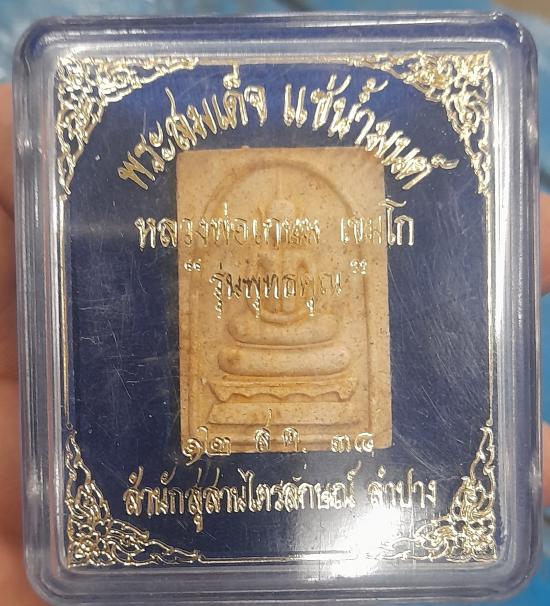 พระสมเด็จ แช่น้ำมนต์
หลวงพ่อเกษม เขมโก
"รุ่นพุทธคุณ"
๑๒ ส.ค. ๓๘
สำนักสุสานไตรลักษณ์ ลำปาง